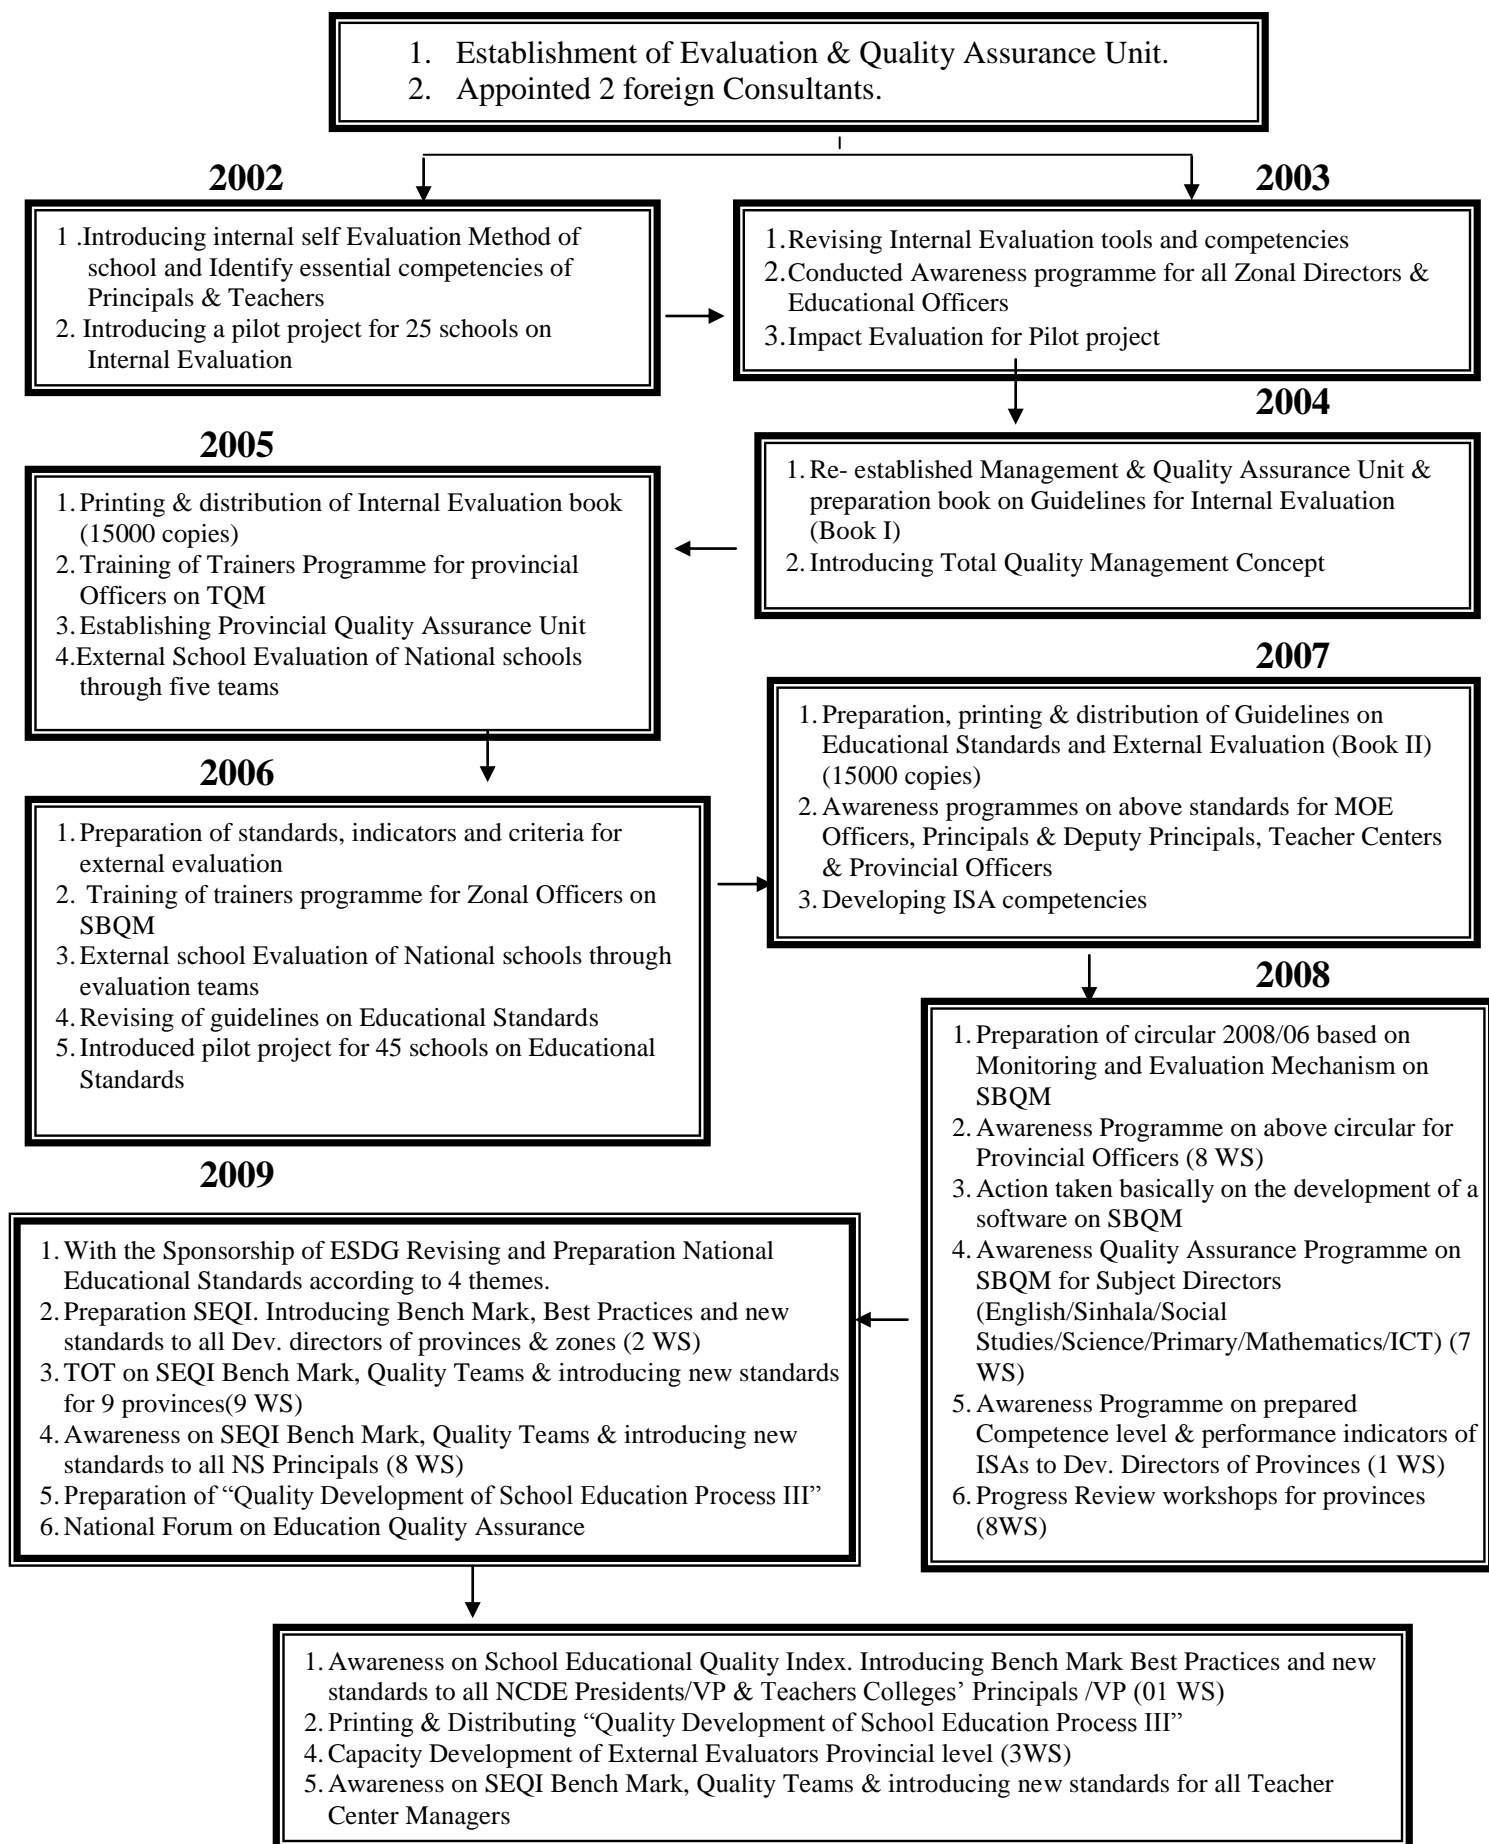 1. Establishment of Evaluation & Quality Assurance Unit.
2. Appointed 2 foreign Consultants.
2002
1 .Introducing internal self Evaluation Method of
school and Identify essential competencies of
Principals & Teachers
2. Introducing a pilot project for 25 schools on
Internal Evaluation
2003
1.Revising Internal Evaluation tools and competencies
2.Conducted Awareness programme for all Zonal Directors &
Educational Officers
3.Impact Evaluation for Pilot project
2004
1. Re- established Management & Quality Assurance Unit &
preparation book on Guidelines for Internal Evaluation
(Book I)
2. Introducing Total Quality Management Concept
2005
1. Printing & distribution of Internal Evaluation book
(15000 copies)
2. Training of Trainers Programme for provincial
Officers on TQM
3. Establishing Provincial Quality Assurance Unit
4.External School Evaluation of National schools
through five teams
2006
1. Preparation of standards, indicators and criteria for
external evaluation
2. Training of trainers programme for Zonal Officers on
SBQM
3. External school Evaluation of National schools through
evaluation teams
4. Revising of guidelines on Educational Standards
5. Introduced pilot project for 45 schools on Educational
Standards
2007
1. Preparation, printing & distribution of Guidelines on
Educational Standards and External Evaluation (Book II)
(15000 copies)
2. Awareness programmes on above standards for MOE
Officers, Principals & Deputy Principals, Teacher Centers
& Provincial Officers
3. Developing ISA competencies
2008
1. Preparation of circular 2008/06 based on
Monitoring and Evaluation Mechanism on
SBQM
2. Awareness Programme on above circular for
Provincial Officers (8 WS)
3. Action taken basically on the development of a
software on SBQM
4. Awareness Quality Assurance Programme on
SBQM for Subject Directors
(English/Sinhala/Social
Studies/Science/Primary/Mathematics/ICT) (7
WS)
5. Awareness Programme on prepared
Competence level & performance indicators of
ISAs to Dev. Directors of Provinces (1 WS)
6. Progress Review workshops for provinces
(8WS)
2009
1. With the Sponsorship of ESDG Revising and Preparation National
Educational Standards according to 4 themes.
2. Preparation SEQI. Introducing Bench Mark, Best Practices and new
standards to all Dev. directors of provinces & zones (2 WS)
3. TOT on SEQI Bench Mark, Quality Teams & introducing new standards
for 9 provinces(9 WS)
4. Awareness on SEQI Bench Mark, Quality Teams & introducing new
standards to all NS Principals (8 WS)
5. Preparation of “Quality Development of School Education Process III”
6. National Forum on Education Quality Assurance
1. Awareness on School Educational Quality Index. Introducing Bench Mark Best Practices and new
standards to all NCDE Presidents/VP & Teachers Colleges’ Principals /VP (01 WS)
2. Printing & Distributing “Quality Development of School Education Process III”
4. Capacity Development of External Evaluators Provincial level (3WS)
5. Awareness on SEQI Bench Mark, Quality Teams & introducing new standards for all Teacher
Center Managers